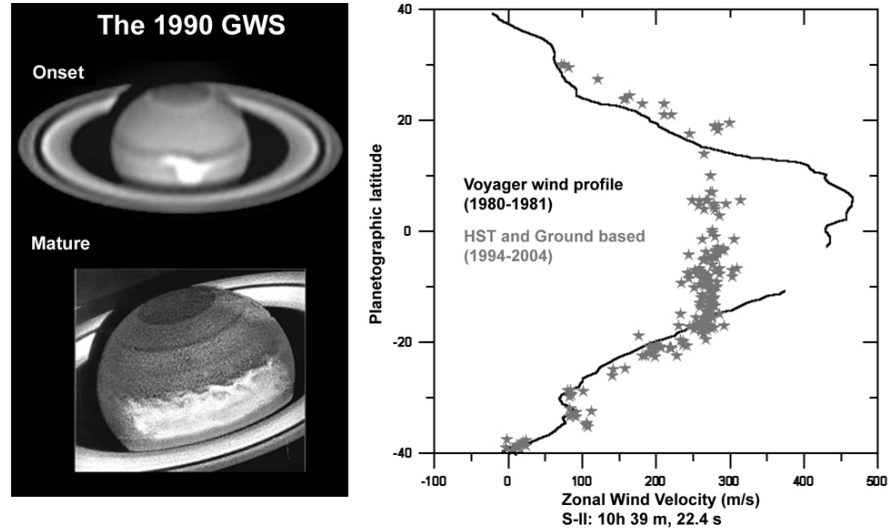 The 1990 GWS
Onset
Mature
40
20
0
-20
-40
Planetographic latitude
Voyager wind profile
(1980-1981)
HST and Ground based
(1994-2004)
-100
0
100
200
300
400
500
Zonal Wind Velocity (m/s)
S-II: 10h 39 m, 22.4 s